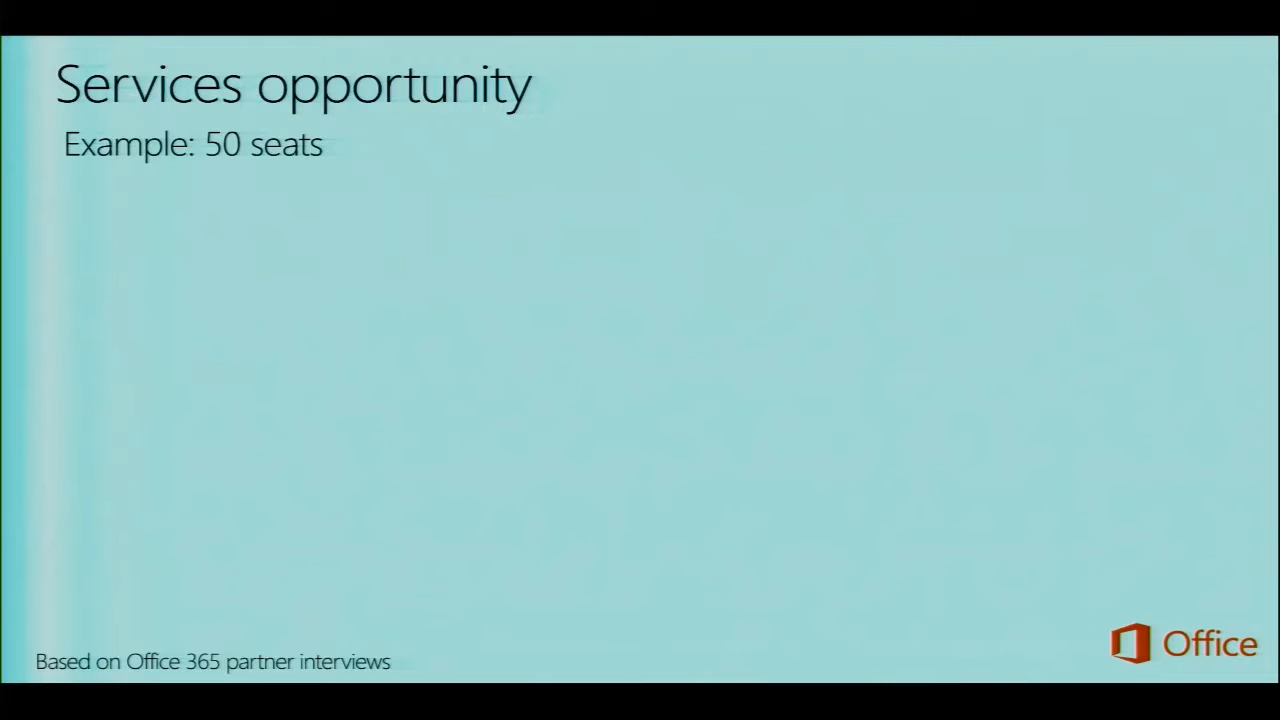 Services opportunity
Example: 50 seats
Based on Office 365 partner interviews
Office